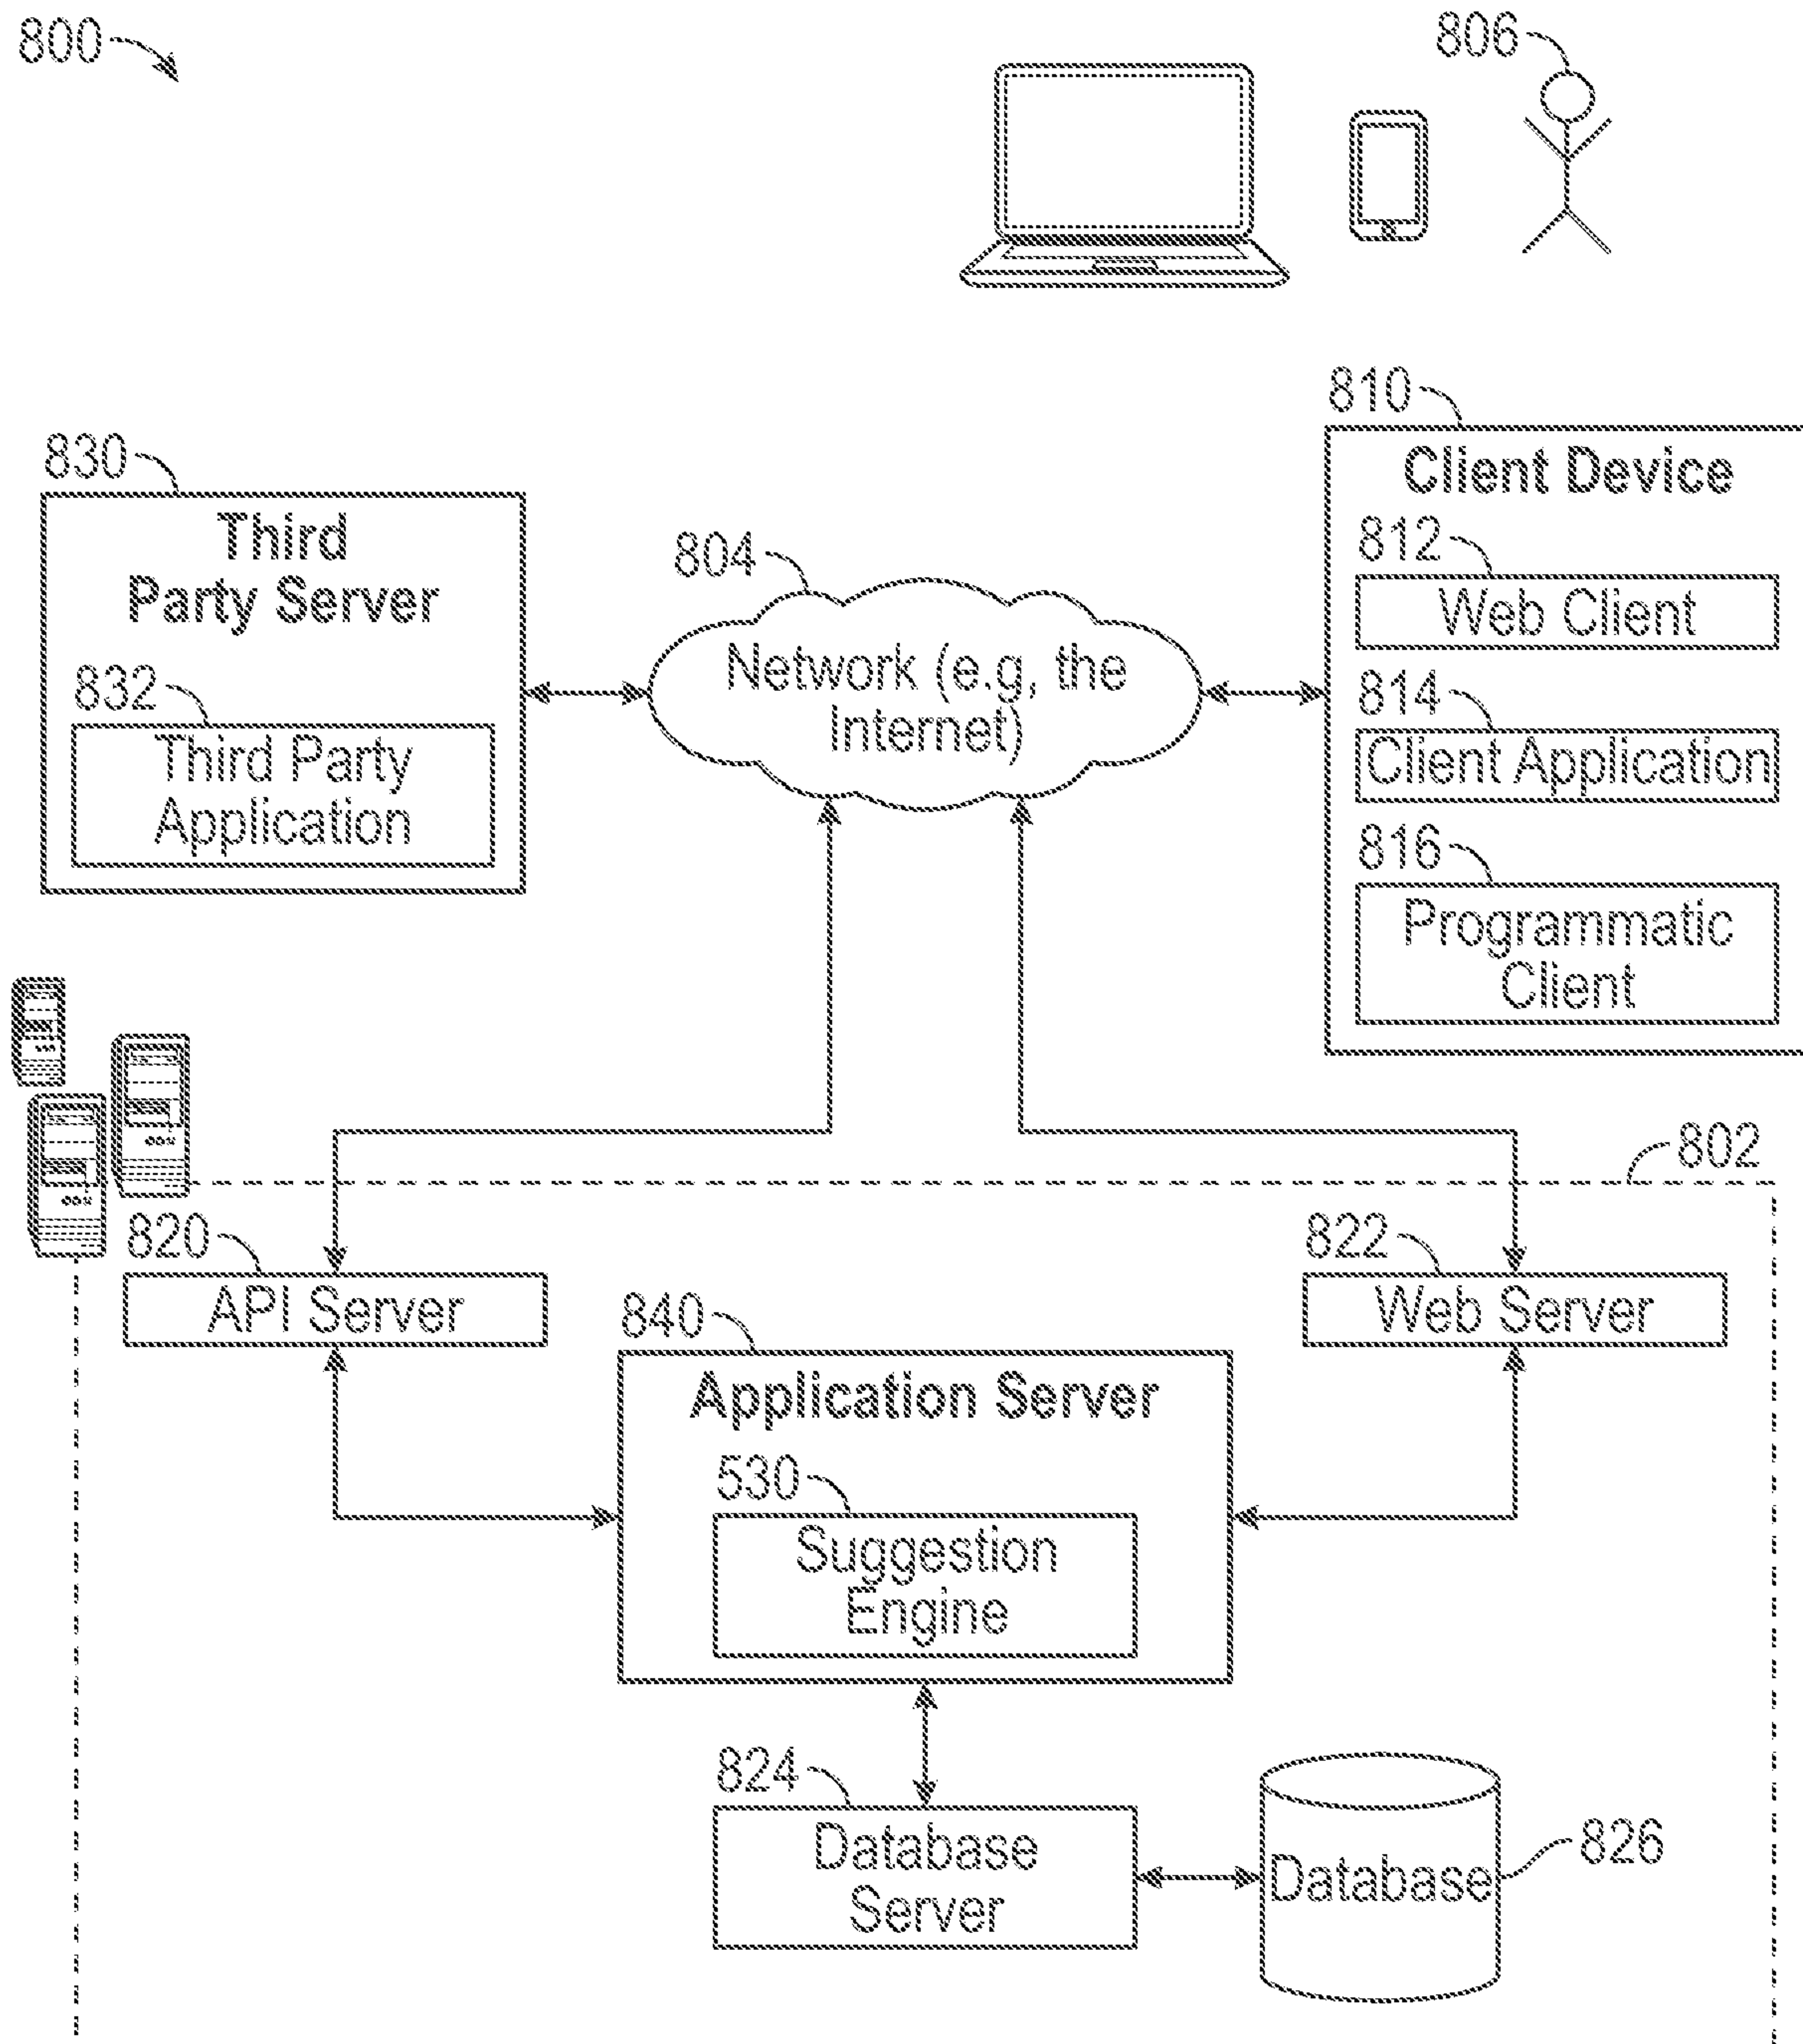 800
806
810
Client Device
830
Third
Party Server
812
Web Client
804
Network (e.g, the
Internet)
832
Third Party
Application
814
Client Application
816
Programmatic
Client
802
820
API Server
822
Web Server
840
Application Server
530
Suggestion
Engine
824
Database
Server
Database
826